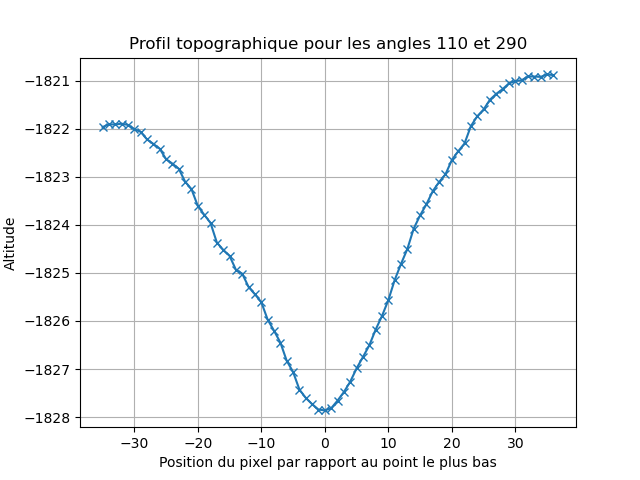 Profil topographique pour les angles 110 et 290
Altitude
−1821
−1822
−1823
−1824
−1825
−1826
−1827
−1828
−30 −20 −10 0 10 20 30
Position du pixel par rapport au point le plus bas